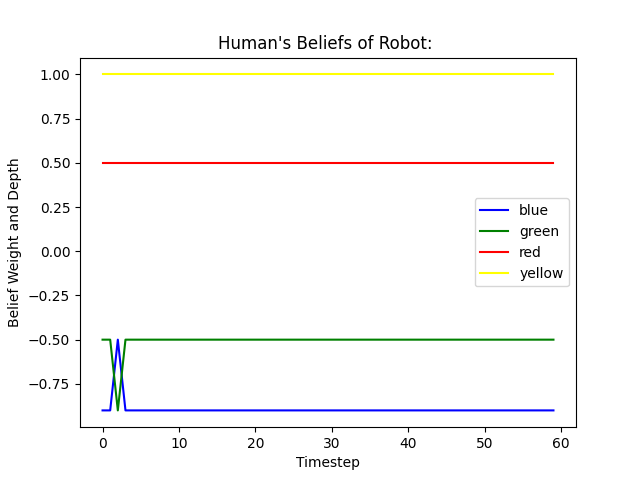 Human's Beliefs of Robot:
Belief Weight and Depth
1.00
0.75
0.50
0.25
0.00
−0.25
−0.50
−0.75
blue
green
red
yellow
0 10 20 30 40 50 60
Timestep